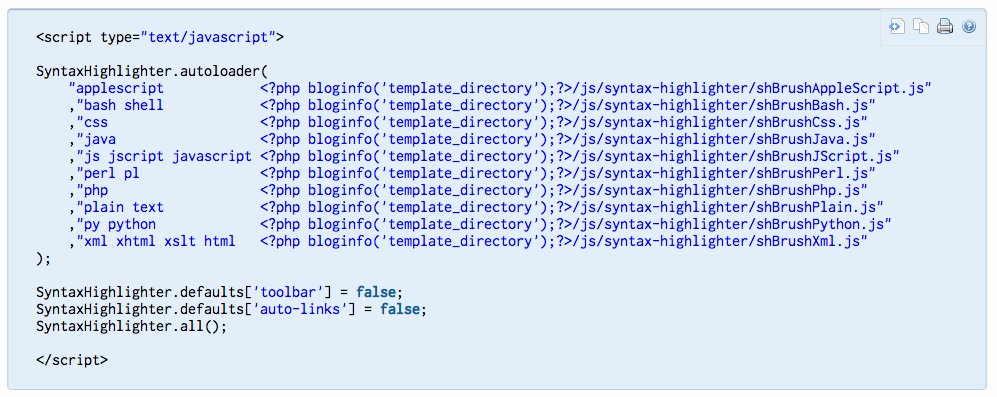 <script type="text/javascript">
SyntaxHighlighter.autoloader(
"applescript <?php bloginfo('template_directory');?>/js/syntax-highlighter/shBrushAppleScript.js"
,"bash shell <?php bloginfo('template_directory');?>/js/syntax-highlighter/shBrushBash.js"
,"css <?php bloginfo('template_directory');?>/js/syntax-highlighter/shBrushCss.js"
,"java <?php bloginfo('template_directory');?>/js/syntax-highlighter/shBrushJava.js"
,"js jscript javascript <?php bloginfo('template_directory');?>/js/syntax-highlighter/shBrushJScript.js"
,"perl pl <?php bloginfo('template_directory');?>/js/syntax-highlighter/shBrushPerl.js"
,"php <?php bloginfo('template_directory');?>/js/syntax-highlighter/shBrushPhp.js"
,"plain text <?php bloginfo('template_directory');?>/js/syntax-highlighter/shBrushPlain.js"
,"py python <?php bloginfo('template_directory');?>/js/syntax-highlighter/shBrushPython.js"
,"xml xhtml xslt html <?php bloginfo('template_directory');?>/js/syntax-highlighter/shBrushXml.js"
);
SyntaxHighlighter.defaults['toolbar'] = false;
SyntaxHighlighter.defaults['auto-links'] = false;
SyntaxHighlighter.all();
</script>